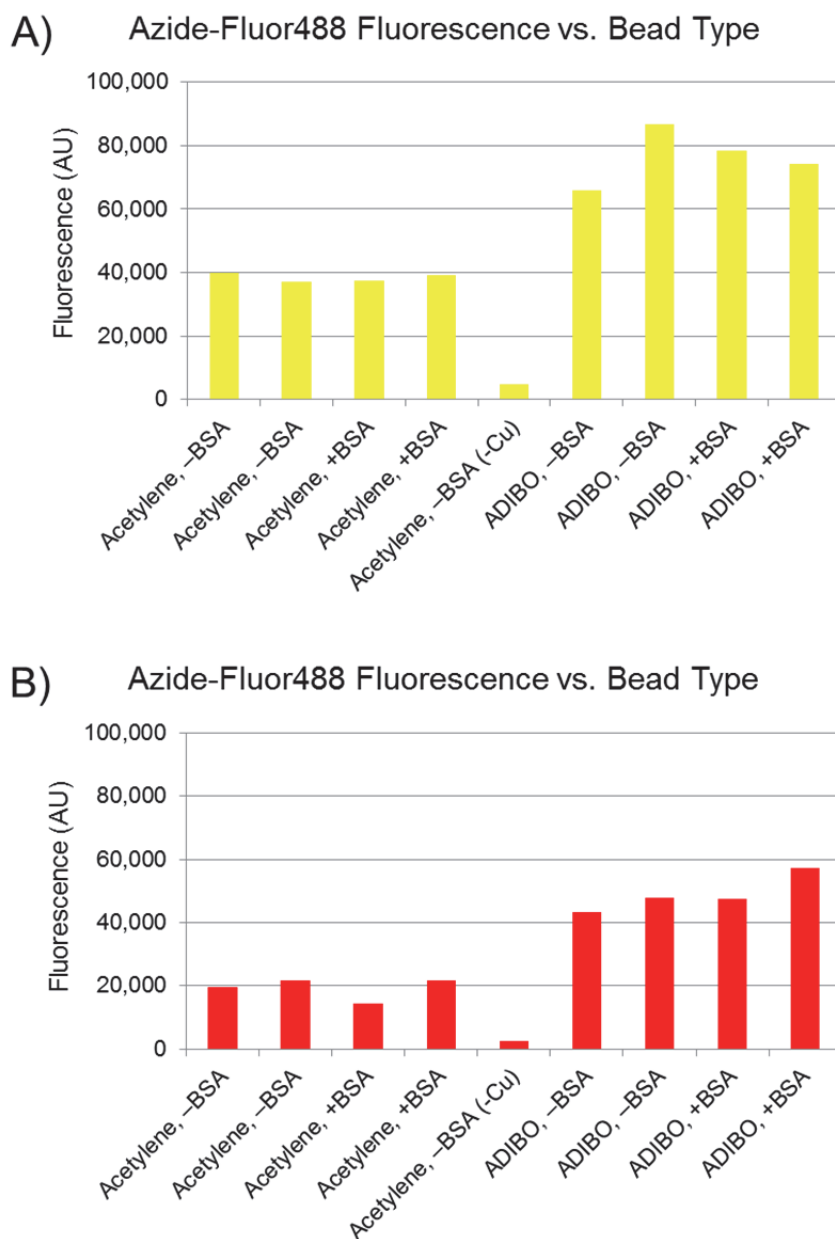 A)
Azide-Fluor488 Fluorescence vs. Bead Type
Fluorescence (AU)
100,000
80,000
60,000
40,000
20,000
0
Acetylene, –BSA
Acetylene, –BSA
Acetylene, +BSA
Acetylene, +BSA
Acetylene, –BSA (-Cu)
ADIBO, –BSA
ADIBO, –BSA
ADIBO, +BSA
ADIBO, +BSA
B)
Azide-Fluor488 Fluorescence vs. Bead Type
Fluorescence (AU)
100,000
80,000
60,000
40,000
20,000
0
Acetylene, –BSA
Acetylene, –BSA
Acetylene, +BSA
Acetylene, +BSA
Acetylene, –BSA (-Cu)
ADIBO, –BSA
ADIBO, –BSA
ADIBO, +BSA
ADIBO, +BSA